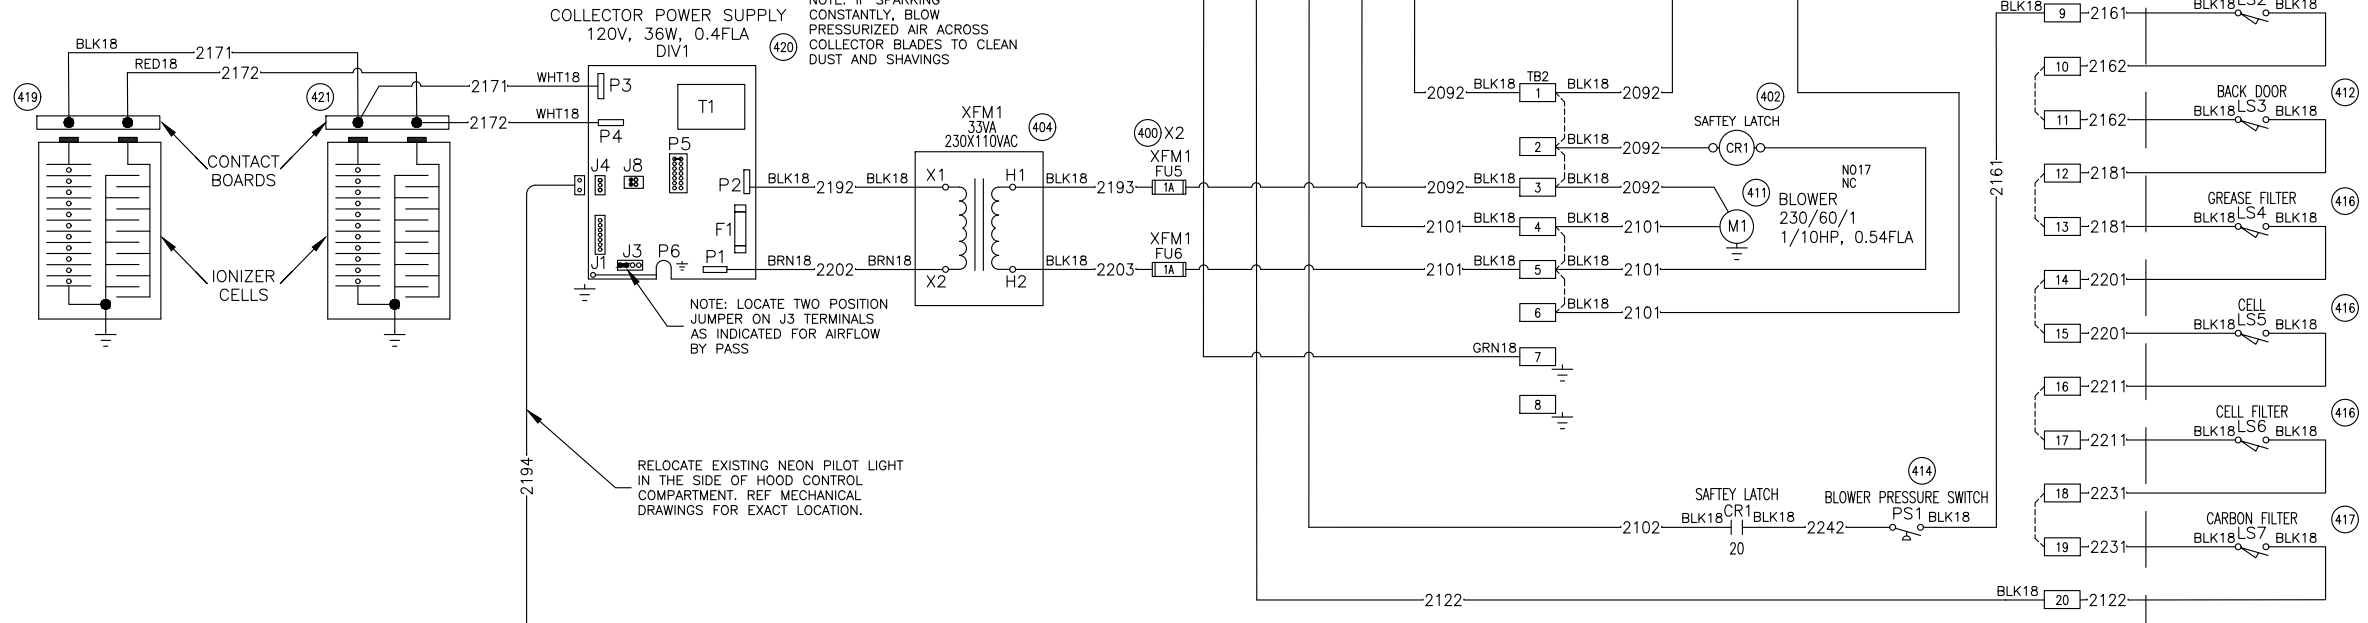 COLLECTOR POWER SUPPLY
120V, 36W, 0.4FLA
DIV1
420
NOTE: IF SPARKING
CONSTANTLY, BLOW
PRESSURIZED AIR ACROSS
COLLECTOR BLADES TO CLEAN
DUST AND SHAVINGS
BLK18
2171
RED18
2172
419
421
2171
WHT18
2172
WHT18
CONTACT
BOARDS
IONIZER
CELLS
P3
T1
P4
P5
J4
J8
P2
F1
J1
J3
P6
P1
NOTE: LOCATE TWO POSITION
JUMPER ON J3 TERMINALS
AS INDICATED FOR AIRFLOW
BY PASS
2194
RELOCATE EXISTING NEON PILOT LIGHT
IN THE SIDE OF HOOD CONTROL
COMPARTMENT. REF MECHANICAL
DRAWINGS FOR EXACT LOCATION.
BLK18
2192
BLK18
BRN18
2202
BRN18
XFM1
33VA
230X110VAC
404
X1
H1
X2
H2
BLK18
2193
BLK18
2203
400
X2
XFM1
FU5
1A
XFM1
FU6
1A
TB2
2092
BLK18
1
BLK18
2092
2
BLK18
2092
2092
BLK18
3
BLK18
2092
2101
BLK18
4
BLK18
2101
2101
BLK18
5
BLK18
2101
6
BLK18
2101
GRN18
7
8
402
SAFTEY LATCH
CR1
NO17
NC
411
BLOWER
230/60/1
1/10HP, 0.54FLA
M1
2102
SAFTEY LATCH
BLK18
CR1
BLK18
20
2242
414
BLOWER PRESSURE SWITCH
PS1
BLK18
2161
2122
BLK18
BLK18
9
2161
BLK18
LS2
BLK18
10
2162
BACK DOOR
412
11
2162
BLK18
LS3
BLK18
12
2181
GREASE FILTER
416
13
2181
BLK18
LS4
BLK18
14
2201
CELL
416
15
2201
BLK18
LS5
BLK18
16
2211
CELL FILTER
416
17
2211
BLK18
LS6
BLK18
18
2231
CARBON FILTER
417
19
2231
BLK18
LS7
BLK18
20
2122